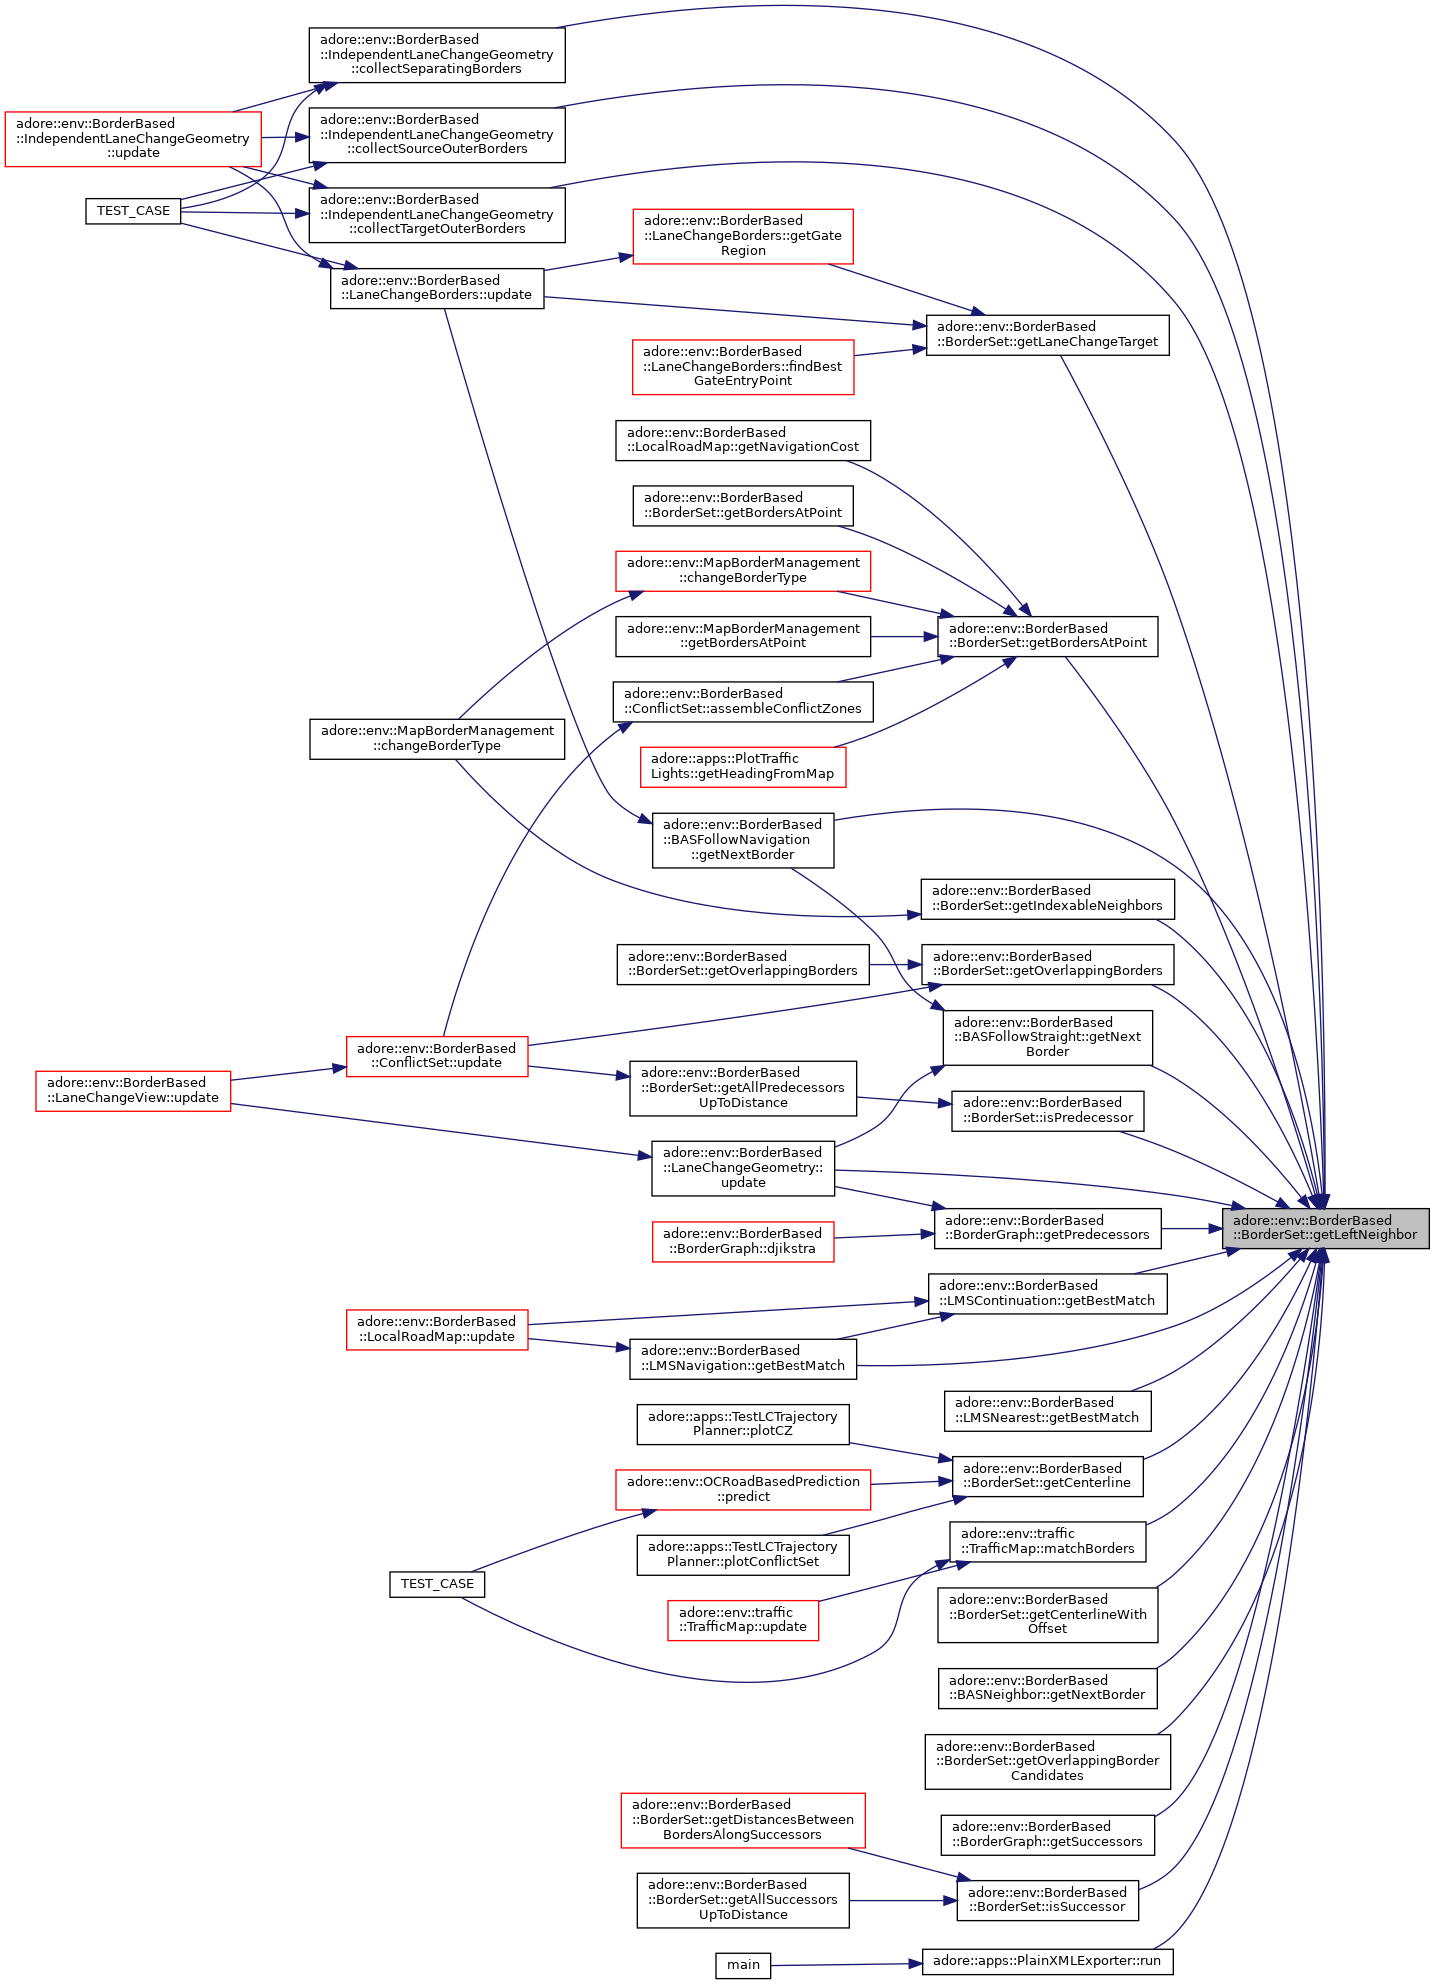 adore::env::BorderBased
::IndependentLaneChangeGeometry
::collectSeparatingBorders
adore::env::BorderBased
::IndependentLaneChangeGeometry
::update
adore::env::BorderBased
::IndependentLaneChangeGeometry
::collectSourceOuterBorders
TEST_CASE
adore::env::BorderBased
::IndependentLaneChangeGeometry
::collectTargetOuterBorders
adore::env::BorderBased
::LaneChangeBorders::getGate
Region
adore::env::BorderBased
::LaneChangeBorders::update
adore::env::BorderBased
::BorderSet::getLaneChangeTarget
adore::env::BorderBased
::LaneChangeBorders::findBest
GateEntryPoint
adore::env::BorderBased
::LocalRoadMap::getNavigationCost
adore::env::BorderBased
::BorderSet::getBordersAtPoint
adore::env::MapBorderManagement
::changeBorderType
adore::env::MapBorderManagement
::getBordersAtPoint
adore::env::BorderBased
::BorderSet::getBordersAtPoint
adore::env::BorderBased
::ConflictSet::assembleConflictZones
adore::env::MapBorderManagement
::changeBorderType
adore::apps::PlotTraffic
Lights::getHeadingFromMap
adore::env::BorderBased
::BASFollowNavigation
::getNextBorder
adore::env::BorderBased
::BorderSet::getIndexableNeighbors
adore::env::BorderBased
::BorderSet::getOverlappingBorders
adore::env::BorderBased
::BorderSet::getOverlappingBorders
adore::env::BorderBased
::BASFollowStraight::getNext
Border
adore::env::BorderBased
::ConflictSet::update
adore::env::BorderBased
::LaneChangeView::update
adore::env::BorderBased
::BorderSet::getAllPredecessors
UpToDistance
adore::env::BorderBased
::BorderSet::isPredecessor
adore::env::BorderBased
::LaneChangeGeometry::
update
adore::env::BorderBased
::BorderGraph::djikstra
adore::env::BorderBased
::BorderGraph::getPredecessors
adore::env::BorderBased
::BorderSet::getLeftNeighbor
adore::env::BorderBased
::LMSContinuation::getBestMatch
adore::env::BorderBased
::LocalRoadMap::update
adore::env::BorderBased
::LMSNavigation::getBestMatch
adore::env::BorderBased
::LMSNearest::getBestMatch
adore::apps::TestLCTrajectory
Planner::plotCZ
adore::env::BorderBased
::BorderSet::getCenterline
adore::env::OCRoadBasedPrediction
::predict
adore::apps::TestLCTrajectory
Planner::plotConflictSet
adore::env::traffic
::TrafficMap::matchBorders
TEST_CASE
adore::env::traffic
::TrafficMap::update
adore::env::BorderBased
::BorderSet::getCenterlineWith
Offset
adore::env::BorderBased
::BASNeighbor::getNextBorder
adore::env::BorderBased
::BorderSet::getOverlappingBorder
Candidates
adore::env::BorderBased
::BorderSet::getDistancesBetween
BordersAlongSuccessors
adore::env::BorderBased
::BorderGraph::getSuccessors
adore::env::BorderBased
::BorderSet::getAllSuccessors
UpToDistance
adore::env::BorderBased
::BorderSet::isSuccessor
main
adore::apps::PlainXMLExporter::run